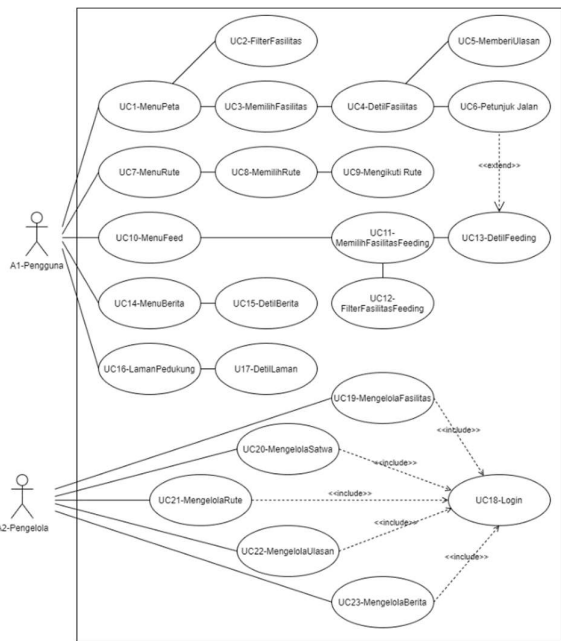 UC2-FilterFasilitas
UC5-MemberiUlasan
UC1-MenuPeta
UC3-MemilihFasilitas
UC4-DetilFasilitas
UC6-Petunjuk Jalan
<<extend>>
UC7-MenuRute
UC8-MemilihRute
UC9-Mengikuti Rute
A1-Pengguna
UC10-MenuFeed
UC11-
MemilihFasilitasFeeding
UC13-DetilFeeding
UC12-
FilterFasilitasFeeding
UC14-MenuBerita
UC15-DetilBerita
UC16-LamanPedukung
U17-DetilLaman
UC19-MengelolaFasilitas
<<include>>
UC20-MengelolaSatwa
<<include>>
A2-Pengelola
UC21-MengelolaRute
<<include>>
UC18-Login
<<include>>
UC22-MengelolaUlasan
<<include>>
UC23-MengelolaBerita